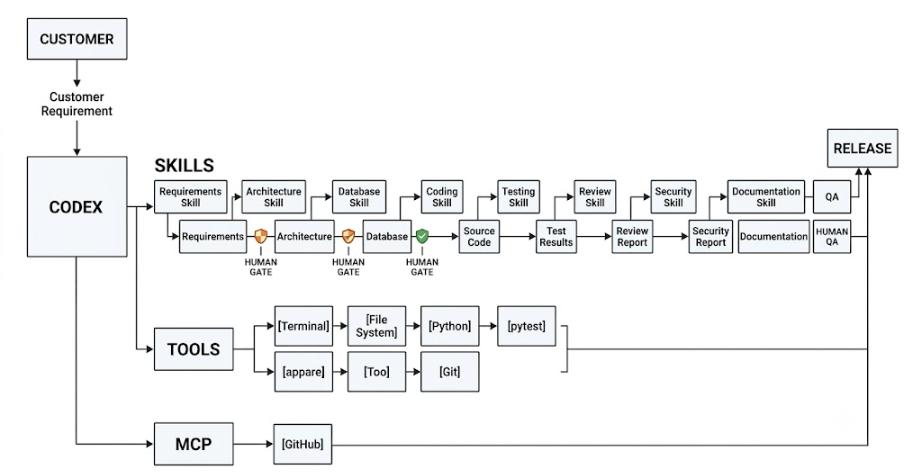 CUSTOMER
Customer
Requirement
CODEX
SKILLS
Requirements
Skill
Architecture
Skill
Database
Skill
Coding
Skill
Testing
Skill
Review
Skill
Security
Skill
Documentation
Skill
QA
RELEASE
Requirements
HUMAN
GATE
Architecture
HUMAN
GATE
Database
HUMAN
GATE
Source
Code
Test
Results
Review
Report
Security
Report
Documentation
HUMAN
QA
TOOLS
[Terminal]
[File
System]
[Python]
[pytest]
[appare]
[Too]
[Git]
MCP
[GitHub]